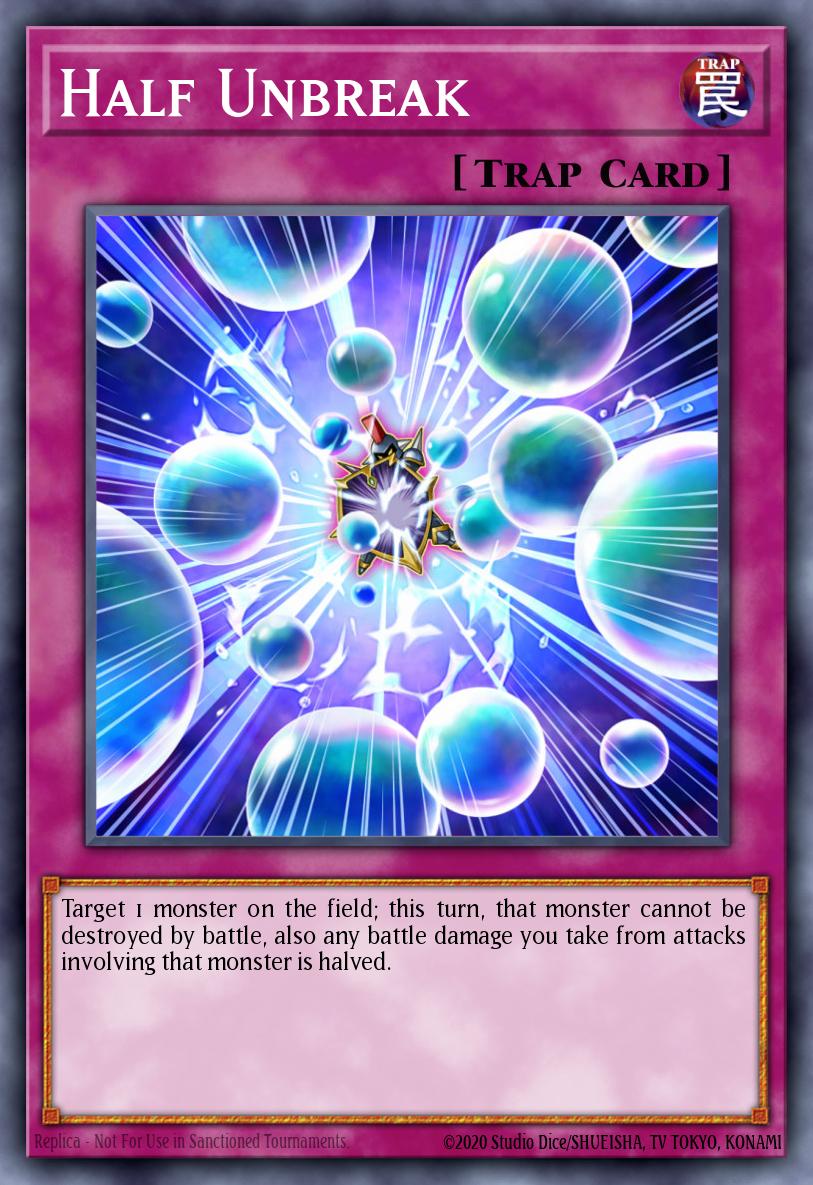 Half Unbreak
TRAP
罠
[Trap Card]
Target 1 monster on the field; this turn, that monster cannot be
destroyed by battle, also any battle damage you take from attacks
involving that monster is halved.
Replica - Not For Use in Sanctioned Tournaments.
©2020 Studio Dice/SHUEISHA, TV TOKYO, KONAMI